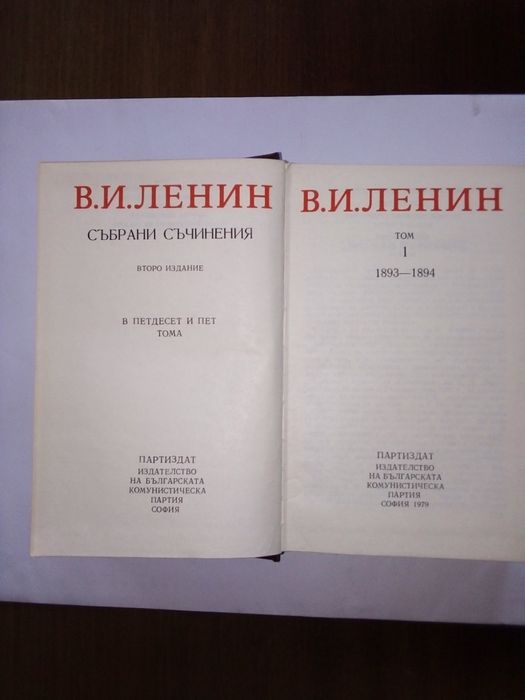 В.И.ЛЕНИН
СЪБРАНИ СЪЧИНЕНИЯ
ВТОРО ИЗДАНИЕ
В ПЕТДЕСЕТ И ПЕТ
ТОМА
ПАРТИЗДАТ
ИЗДАТЕЛСТВО
НА БЪЛГАРСКАТА
КОМУНИСТИЧЕСКА
ПАРТИЯ
СОФИЯ
В.И.ЛЕНИН
ТОМ
1
1893—1894
ПАРТИЗДАТ
ИЗДАТЕЛСТВО
НА БЪЛГАРСКАТА
КОМУНИСТИЧЕСКА
ПАРТИЯ
СОФИЯ 1979